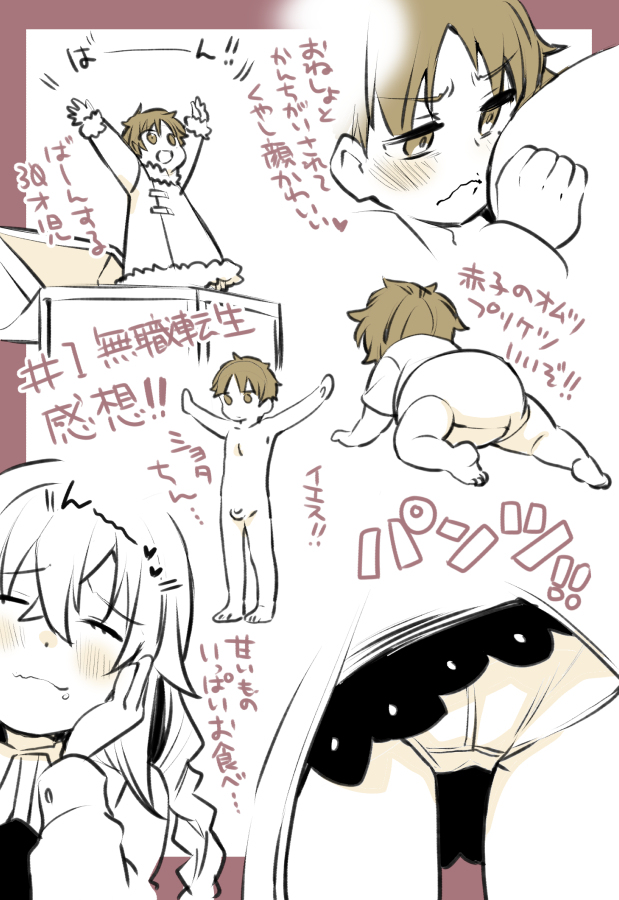 ばーーん!!
ばーんする
30才児
おねしょと
かんちがいされて
くやし顔かわいい♥
赤子のオムツ
プリケツ
いいぞ!!
#1 無職転生
感想!!
ショタ
ちん…
イエス!!
パンツ!!
!!ん〜♥♥
甘いもの
いっぱいお食べ…